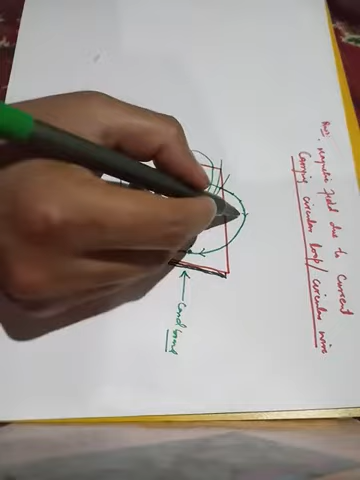 Magnetic field due to current
Carrying circular loop/circular wire
Cardboard